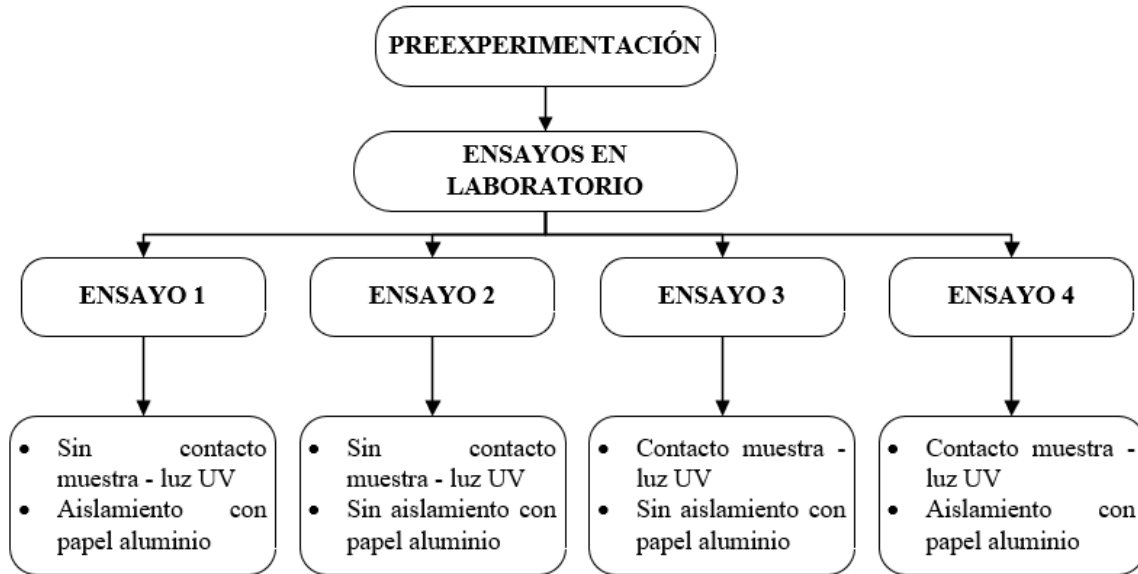 PREEXPERIMENTACIÓN
ENSAYOS EN
LABORATORIO
ENSAYO 1
ENSAYO 2
ENSAYO 3
ENSAYO 4
• Sin contacto
muestra - luz UV
• Aislamiento con
papel aluminio
• Sin contacto
muestra - luz UV
• Sin aislamiento con
papel aluminio
• Contacto muestra -
luz UV
• Sin aislamiento con
papel aluminio
• Contacto muestra -
luz UV
• Aislamiento con
papel aluminio